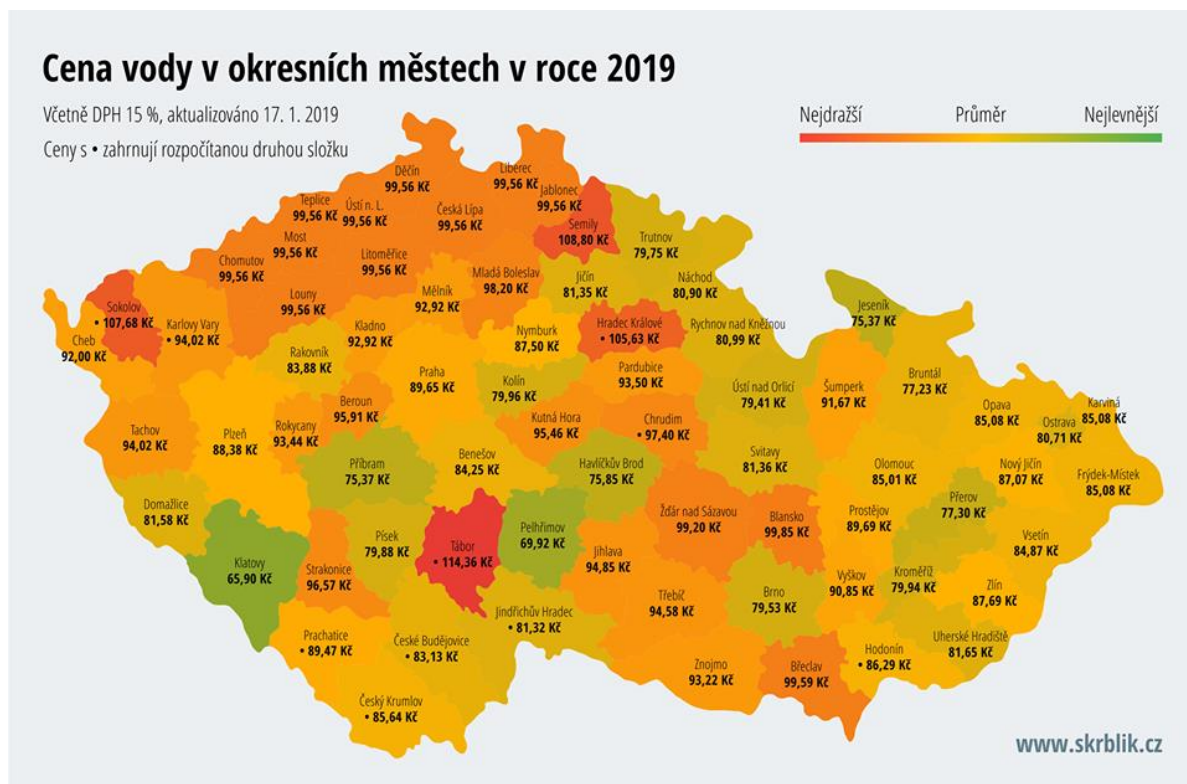 Cena vody v okresních městech v roce 2019
Včetně DPH 15 %, aktualizováno 17. 1. 2019
Ceny s • zahrnují rozpočítanou druhou složku
Nejdražší Průměr Nejlevnější
Děčín
99,56 Kč
Liberec
99,56 Kč
Jablonec
99,56 Kč
Teplice
99,56 Kč
Ústí n. L.
99,56 Kč
Česká Lípa
99,56 Kč
Semily
108,80 Kč
Trutnov
79,75 Kč
Most
99,56 Kč
Chomutov
99,56 Kč
Litoměřice
99,56 Kč
Mladá Boleslav
98,20 Kč
Jičín
81,35 Kč
Náchod
80,90 Kč
Jeseník
75,37 Kč
Louny
99,56 Kč
Mělník
92,92 Kč
Sokolov
• 107,68 Kč
Karlovy Vary
• 94,02 Kč
Cheb
92,00 Kč
Kladno
92,92 Kč
Nymburk
87,50 Kč
Hradec Králové
• 105,63 Kč
Rychnov nad Kněžnou
80,99 Kč
Rakovník
83,88 Kč
Praha
89,65 Kč
Kolín
79,96 Kč
Pardubice
93,50 Kč
Ústí nad Orlicí
79,41 Kč
Šumperk
91,67 Kč
Bruntál
77,23 Kč
Beroun
95,91 Kč
Opava
85,08 Kč
Karviná
85,08 Kč
Ostrava
80,71 Kč
Tachov
94,02 Kč
Plzeň
88,38 Kč
Rokycany
93,44 Kč
Kutná Hora
95,46 Kč
Chrudim
• 97,40 Kč
Příbram
75,37 Kč
Benešov
84,25 Kč
Havlíčkův Brod
75,85 Kč
Svitavy
81,36 Kč
Olomouc
85,01 Kč
Nový Jičín
87,07 Kč
Frýdek-Místek
85,08 Kč
Domažlice
81,58 Kč
Přerov
77,30 Kč
Žďár nad Sázavou
99,20 Kč
Blansko
99,85 Kč
Prostějov
89,69 Kč
Písek
79,88 Kč
Tábor
• 114,36 Kč
Pelhřimov
69,92 Kč
Jihlava
94,85 Kč
Vsetín
84,87 Kč
Klatovy
65,90 Kč
Strakonice
96,57 Kč
Třebíč
94,58 Kč
Brno
79,53 Kč
Vyškov
90,85 Kč
Kroměříž
79,94 Kč
Zlín
87,69 Kč
Jindřichův Hradec
• 81,32 Kč
Prachatice
• 89,47 Kč
České Budějovice
• 83,13 Kč
Znojmo
93,22 Kč
Břeclav
99,59 Kč
Hodonín
• 86,29 Kč
Uherské Hradiště
81,65 Kč
Český Krumlov
• 85,64 Kč
www.skrblik.cz